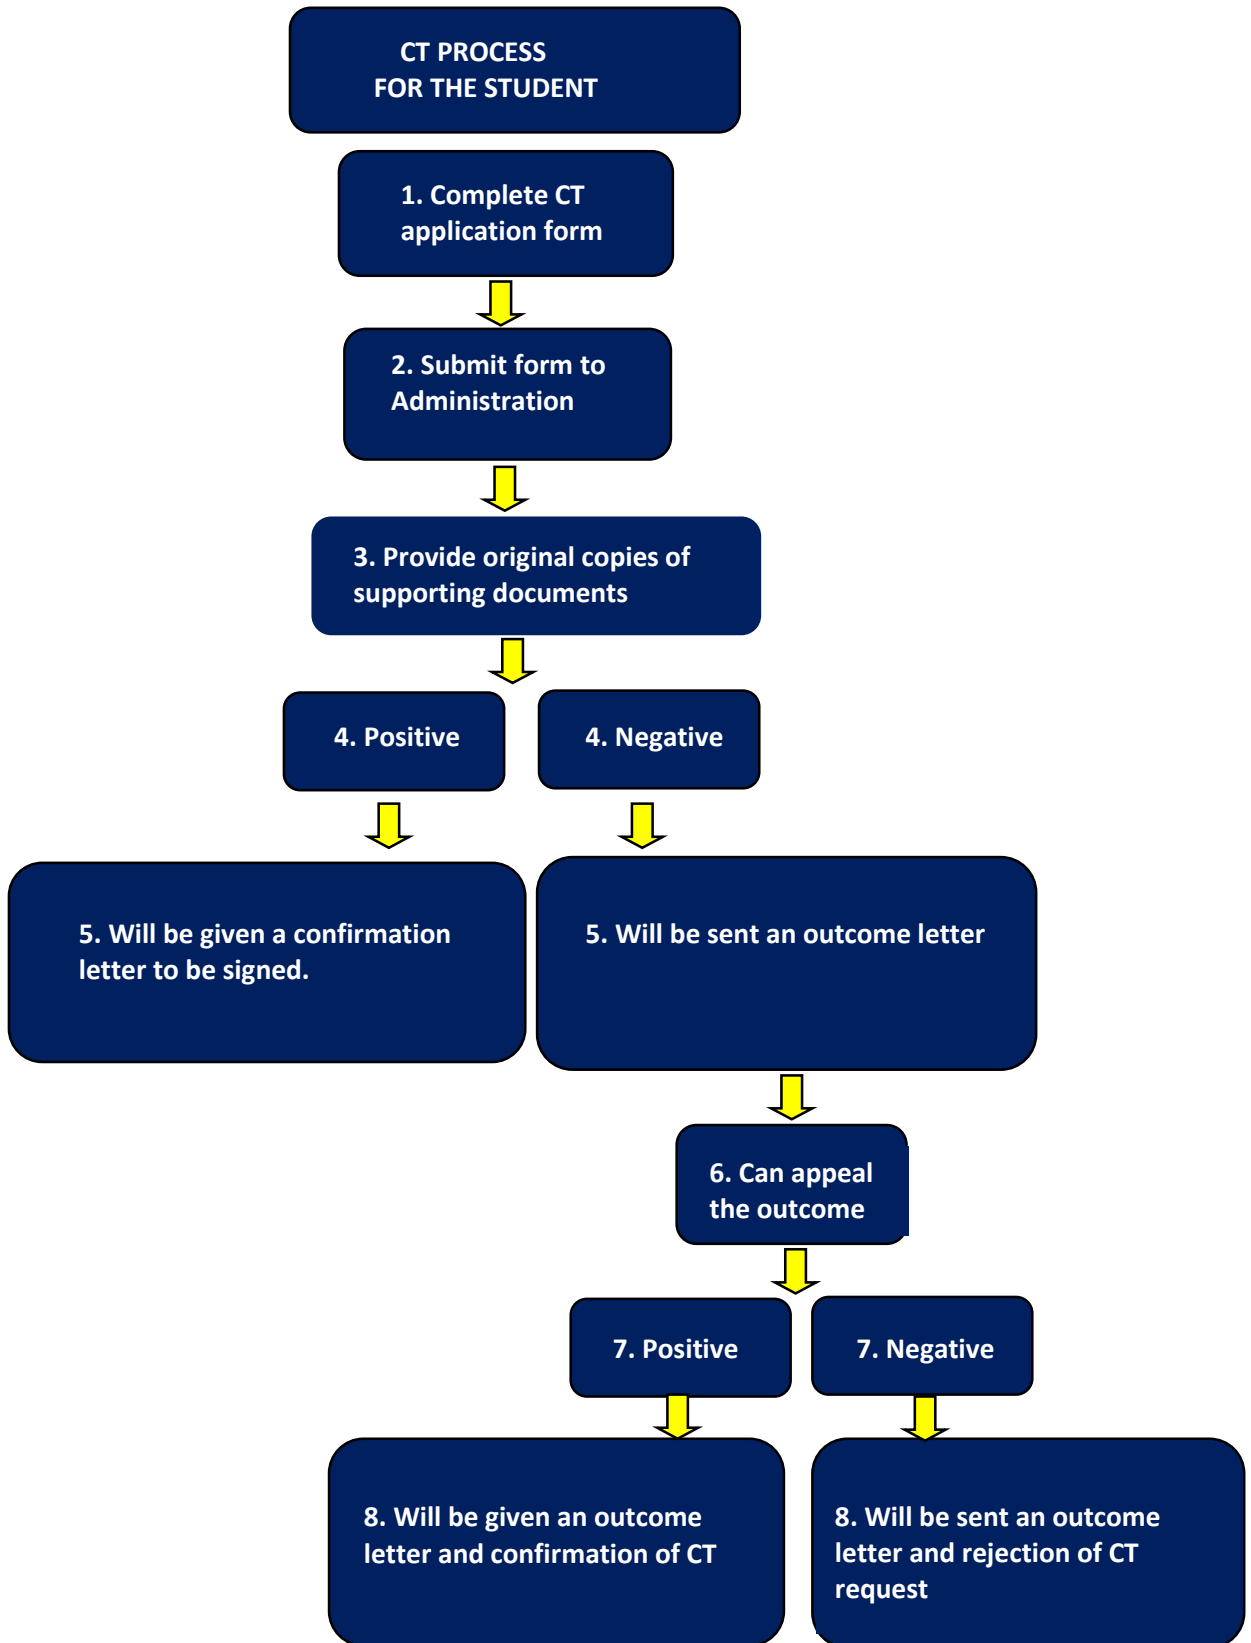 CT PROCESS
FOR THE STUDENT
1. Complete CT
application form
2. Submit form to
Administration
3. Provide original copies of
supporting documents
4. Positive
4. Negative
5. Will be given a confirmation
letter to be signed.
5. Will be sent an outcome letter
6. Can appeal
the outcome
7. Positive
7. Negative
8. Will be given an outcome
letter and confirmation of CT
8. Will be sent an outcome
letter and rejection of CT
request